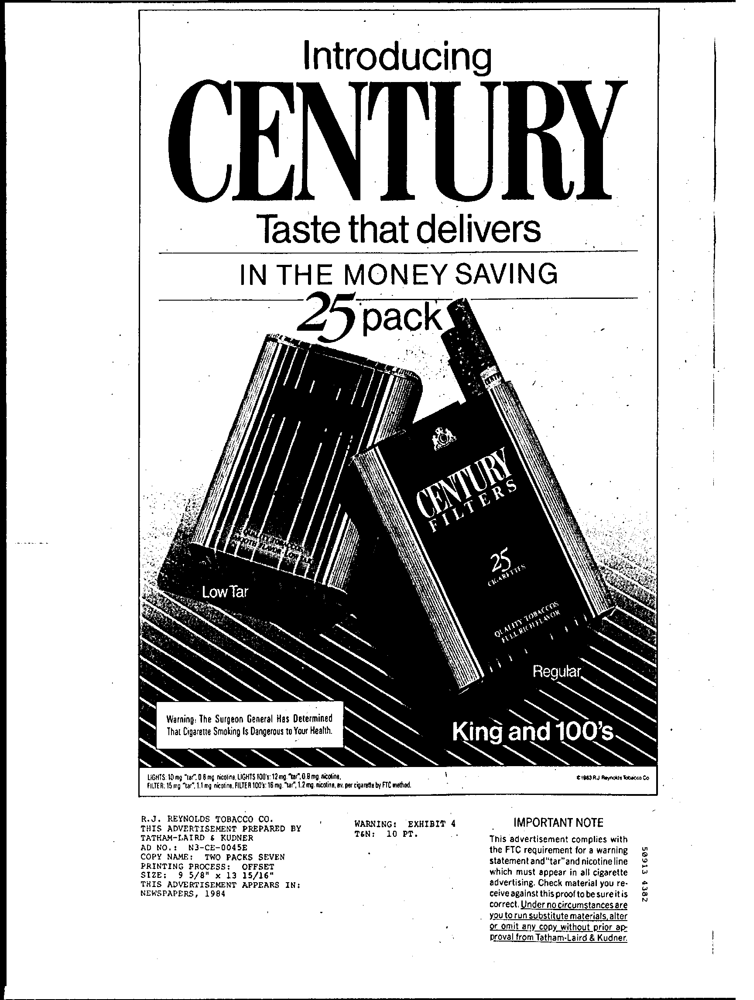 Introducing
CENTURY
Taste that delivers
IN THE MONEY SAVING
25 pack
CENTURY
FILTERS
25
CIGARETTES
QUALITY TOBACCOS
FULL RICH FLAVOR
Low Tar
Regular
King and 100's
Warning: The Surgeon General Has Determined
That Cigarette Smoking Is Dangerous to Your Health.
LIGHTS: 10 mg. "tar", 0.8 mg. nicotine, LIGHTS 100's: 12 mg. "tar", 0.9 mg. nicotine,
FILTER: 15 mg. "tar", 1.1 mg. nicotine, FILTER 100's: 16 mg. "tar", 1.2 mg. nicotine, av. per cigarette by FTC method.
© 1983 R.J. Reynolds Tobacco Co
R.J. REYNOLDS TOBACCO CO.
THIS ADVERTISEMENT PREPARED BY
TATHAM-LAIRD & KUDNER
AD NO.: N3-CE-0045E
COPY NAME: TWO PACKS SEVEN
PRINTING PROCESS: OFFSET
SIZE: 9 5/8" x 13 15/16"
THIS ADVERTISEMENT APPEARS IN:
NEWSPAPERS, 1984
WARNING: EXHIBIT 4
T&N: 10 PT.
IMPORTANT NOTE
This advertisement complies with
the FTC requirement for a warning
statement and "tar" and nicotine line
which must appear in all cigarette
advertising. Check material you re-
ceive against this proof to be sure it is
correct. Under no circumstances are
you to run substitute materials, alter
or omit any copy without prior ap-
proval from Tatham-Laird & Kudner.
50913 4382